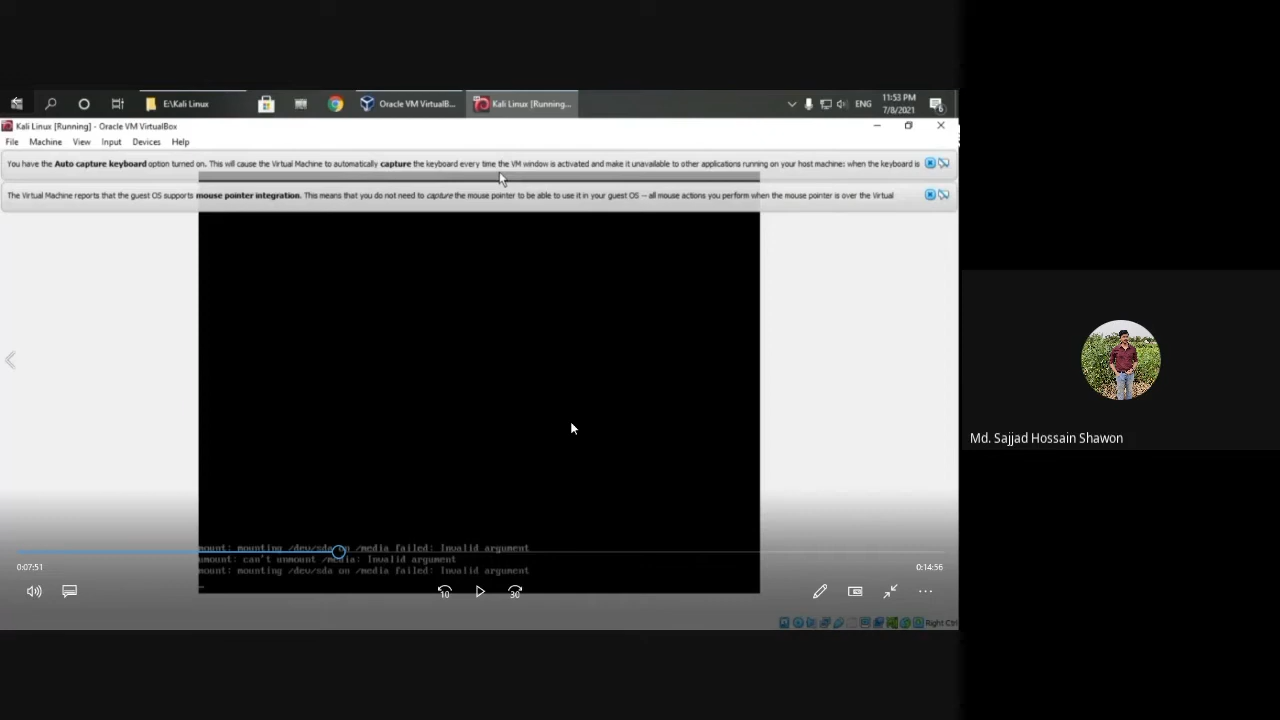 E:\Kali Linux
Oracle VM VirtualB...
Kali Linux [Running...
ENG
11:53 PM
7/8/2021
6
Kali Linux [Running] - Oracle VM VirtualBox
File Machine View Input Devices Help
You have the Auto capture keyboard option turned on. This will cause the Virtual Machine to automatically capture the keyboard every time the VM window is activated and make it unavailable to other applications running on your host machine: when the keyboard is
The Virtual Machine reports that the guest OS supports mouse pointer integration. This means that you do not need to capture the mouse pointer to be able to use it in your guest OS -- all mouse actions you perform when the mouse pointer is over the Virtual
Md. Sajjad Hossain Shawon
mount: mounting /dev/sda on /media failed: Invalid argument
umount: can't unmount /media: Invalid argument
mount: mounting /dev/sda on /media failed: Invalid argument
0:07:51
0:14:56
10
30
Right Ctrl